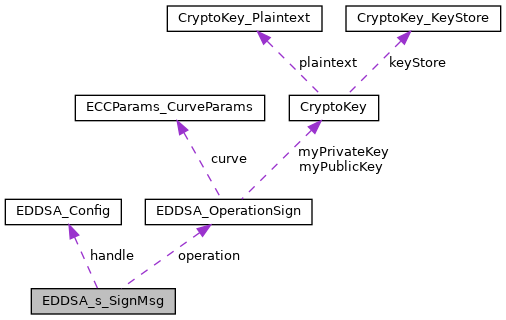 CryptoKey_Plaintext
CryptoKey_KeyStore
plaintext
keyStore
ECCParams_CurveParams
CryptoKey
curve
myPrivateKey
myPublicKey
EDDSA_Config
EDDSA_OperationSign
handle
operation
EDDSA_s_SignMsg